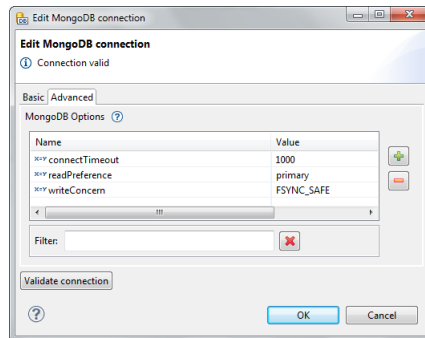 Edit MongoDB connection
Edit MongoDB connection
Connection valid
Basic Advanced
MongoDB Options
Name Value
x=y connectTimeout 1000
x=y readPreference primary
x=y writeConcern FSYNC_SAFE
Filter:
Validate connection
OK Cancel